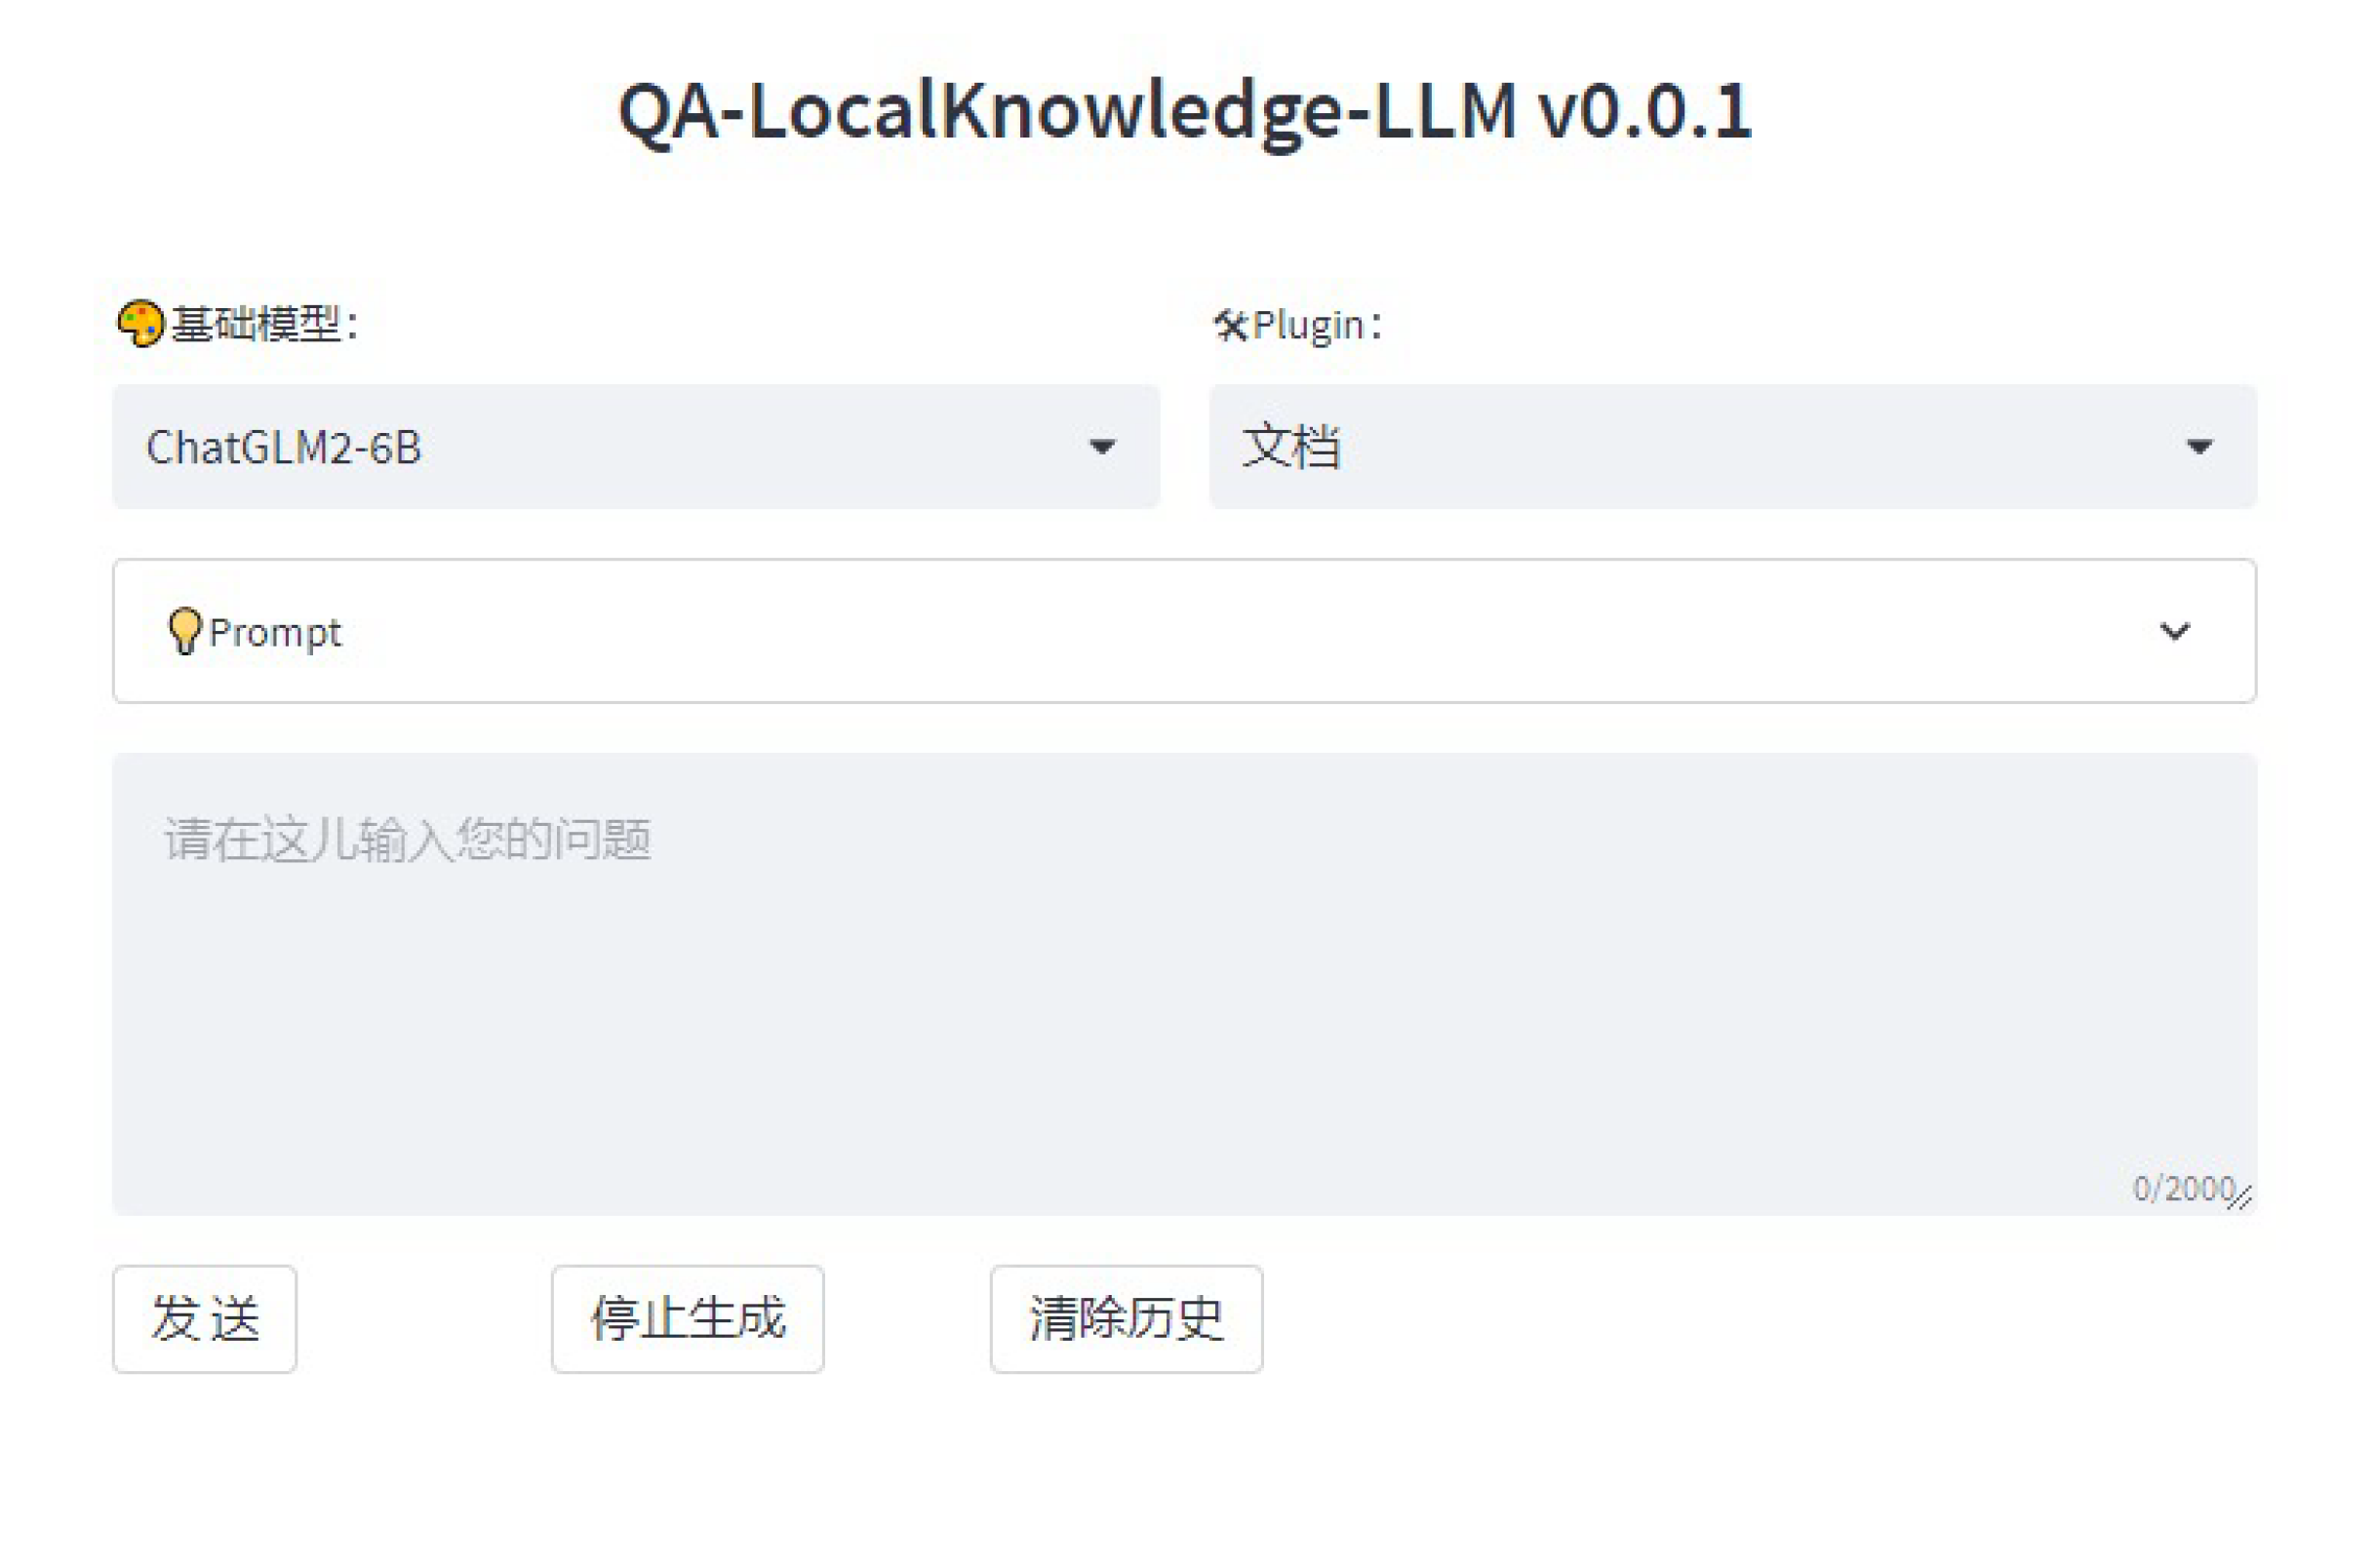 QA-LocalKnowledge-LLM v0.0.1
🎨基础模型： 🛠Plugin：
ChatGLM2-6B 文档
💡Prompt
请在这儿输入您的问题
0/2000
发 送 停止生成 清除历史